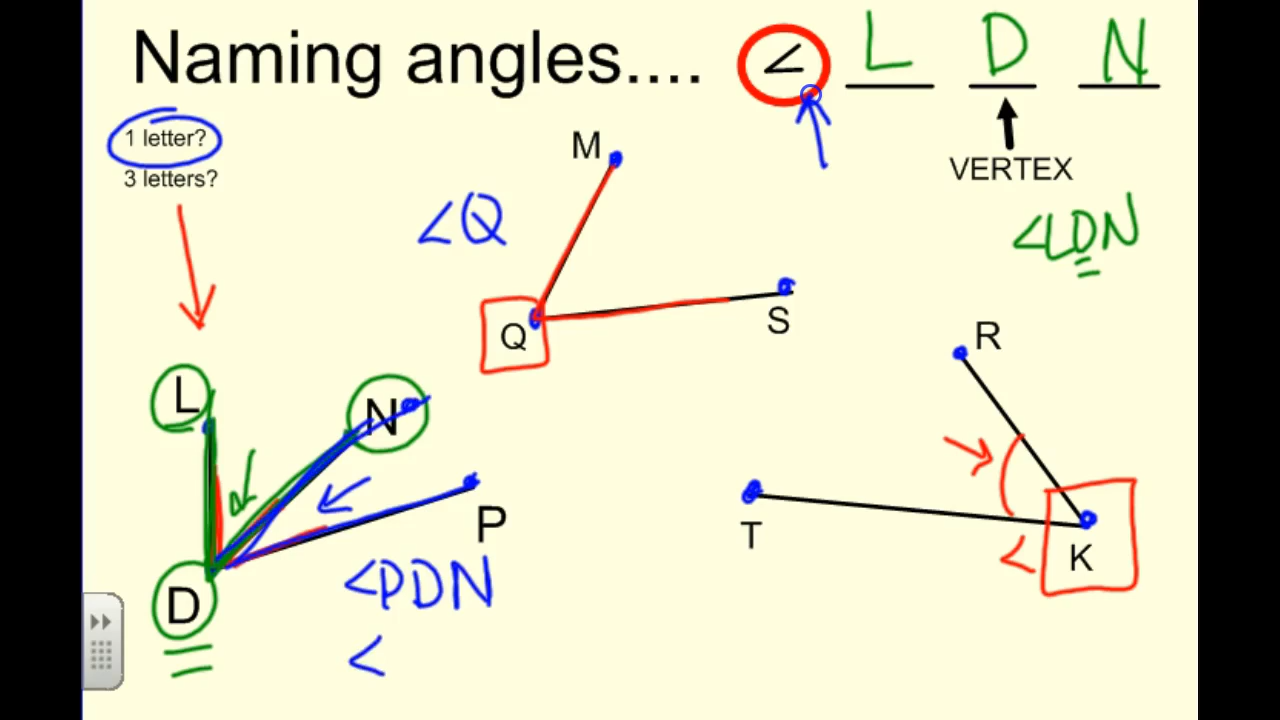 Naming angles.... < L D N
1 letter?
3 letters?
VERTEX
M
<Q
<LDN
S
Q
R
L
N
P
T
K
<
D
<PDN
<